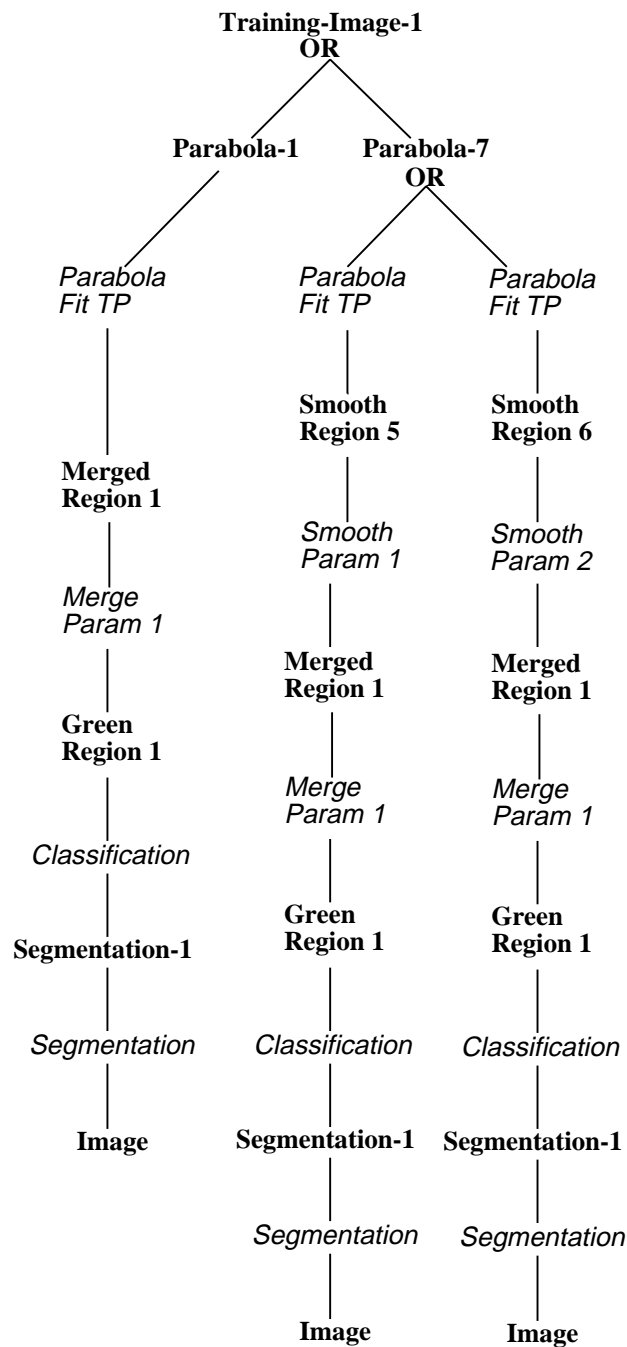 Training-Image-1
OR
Parabola-1
Parabola-7
OR
Parabola
Fit TP
Parabola
Fit TP
Parabola
Fit TP
Smooth
Region 5
Smooth
Region 6
Merged
Region 1
Smooth
Param 1
Smooth
Param 2
Merge
Param 1
Merged
Region 1
Merged
Region 1
Green
Region 1
Merge
Param 1
Merge
Param 1
Classification
Green
Region 1
Green
Region 1
Segmentation-1
Segmentation
Classification
Classification
Image
Segmentation-1
Segmentation-1
Segmentation
Segmentation
Image
Image